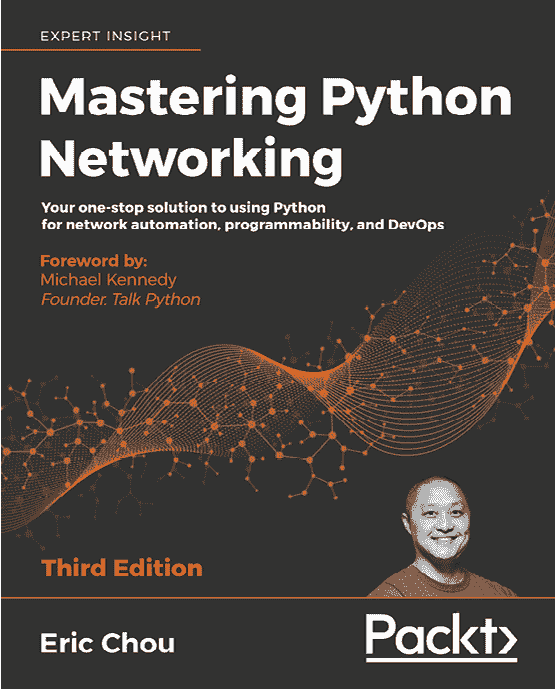 EXPERT INSIGHT
Mastering Python
Networking
Your one-stop solution to using Python
for network automation, programmability, and DevOps
Foreword by:
Michael Kennedy
Founder. Talk Python
Third Edition
Eric Chou
Packt>